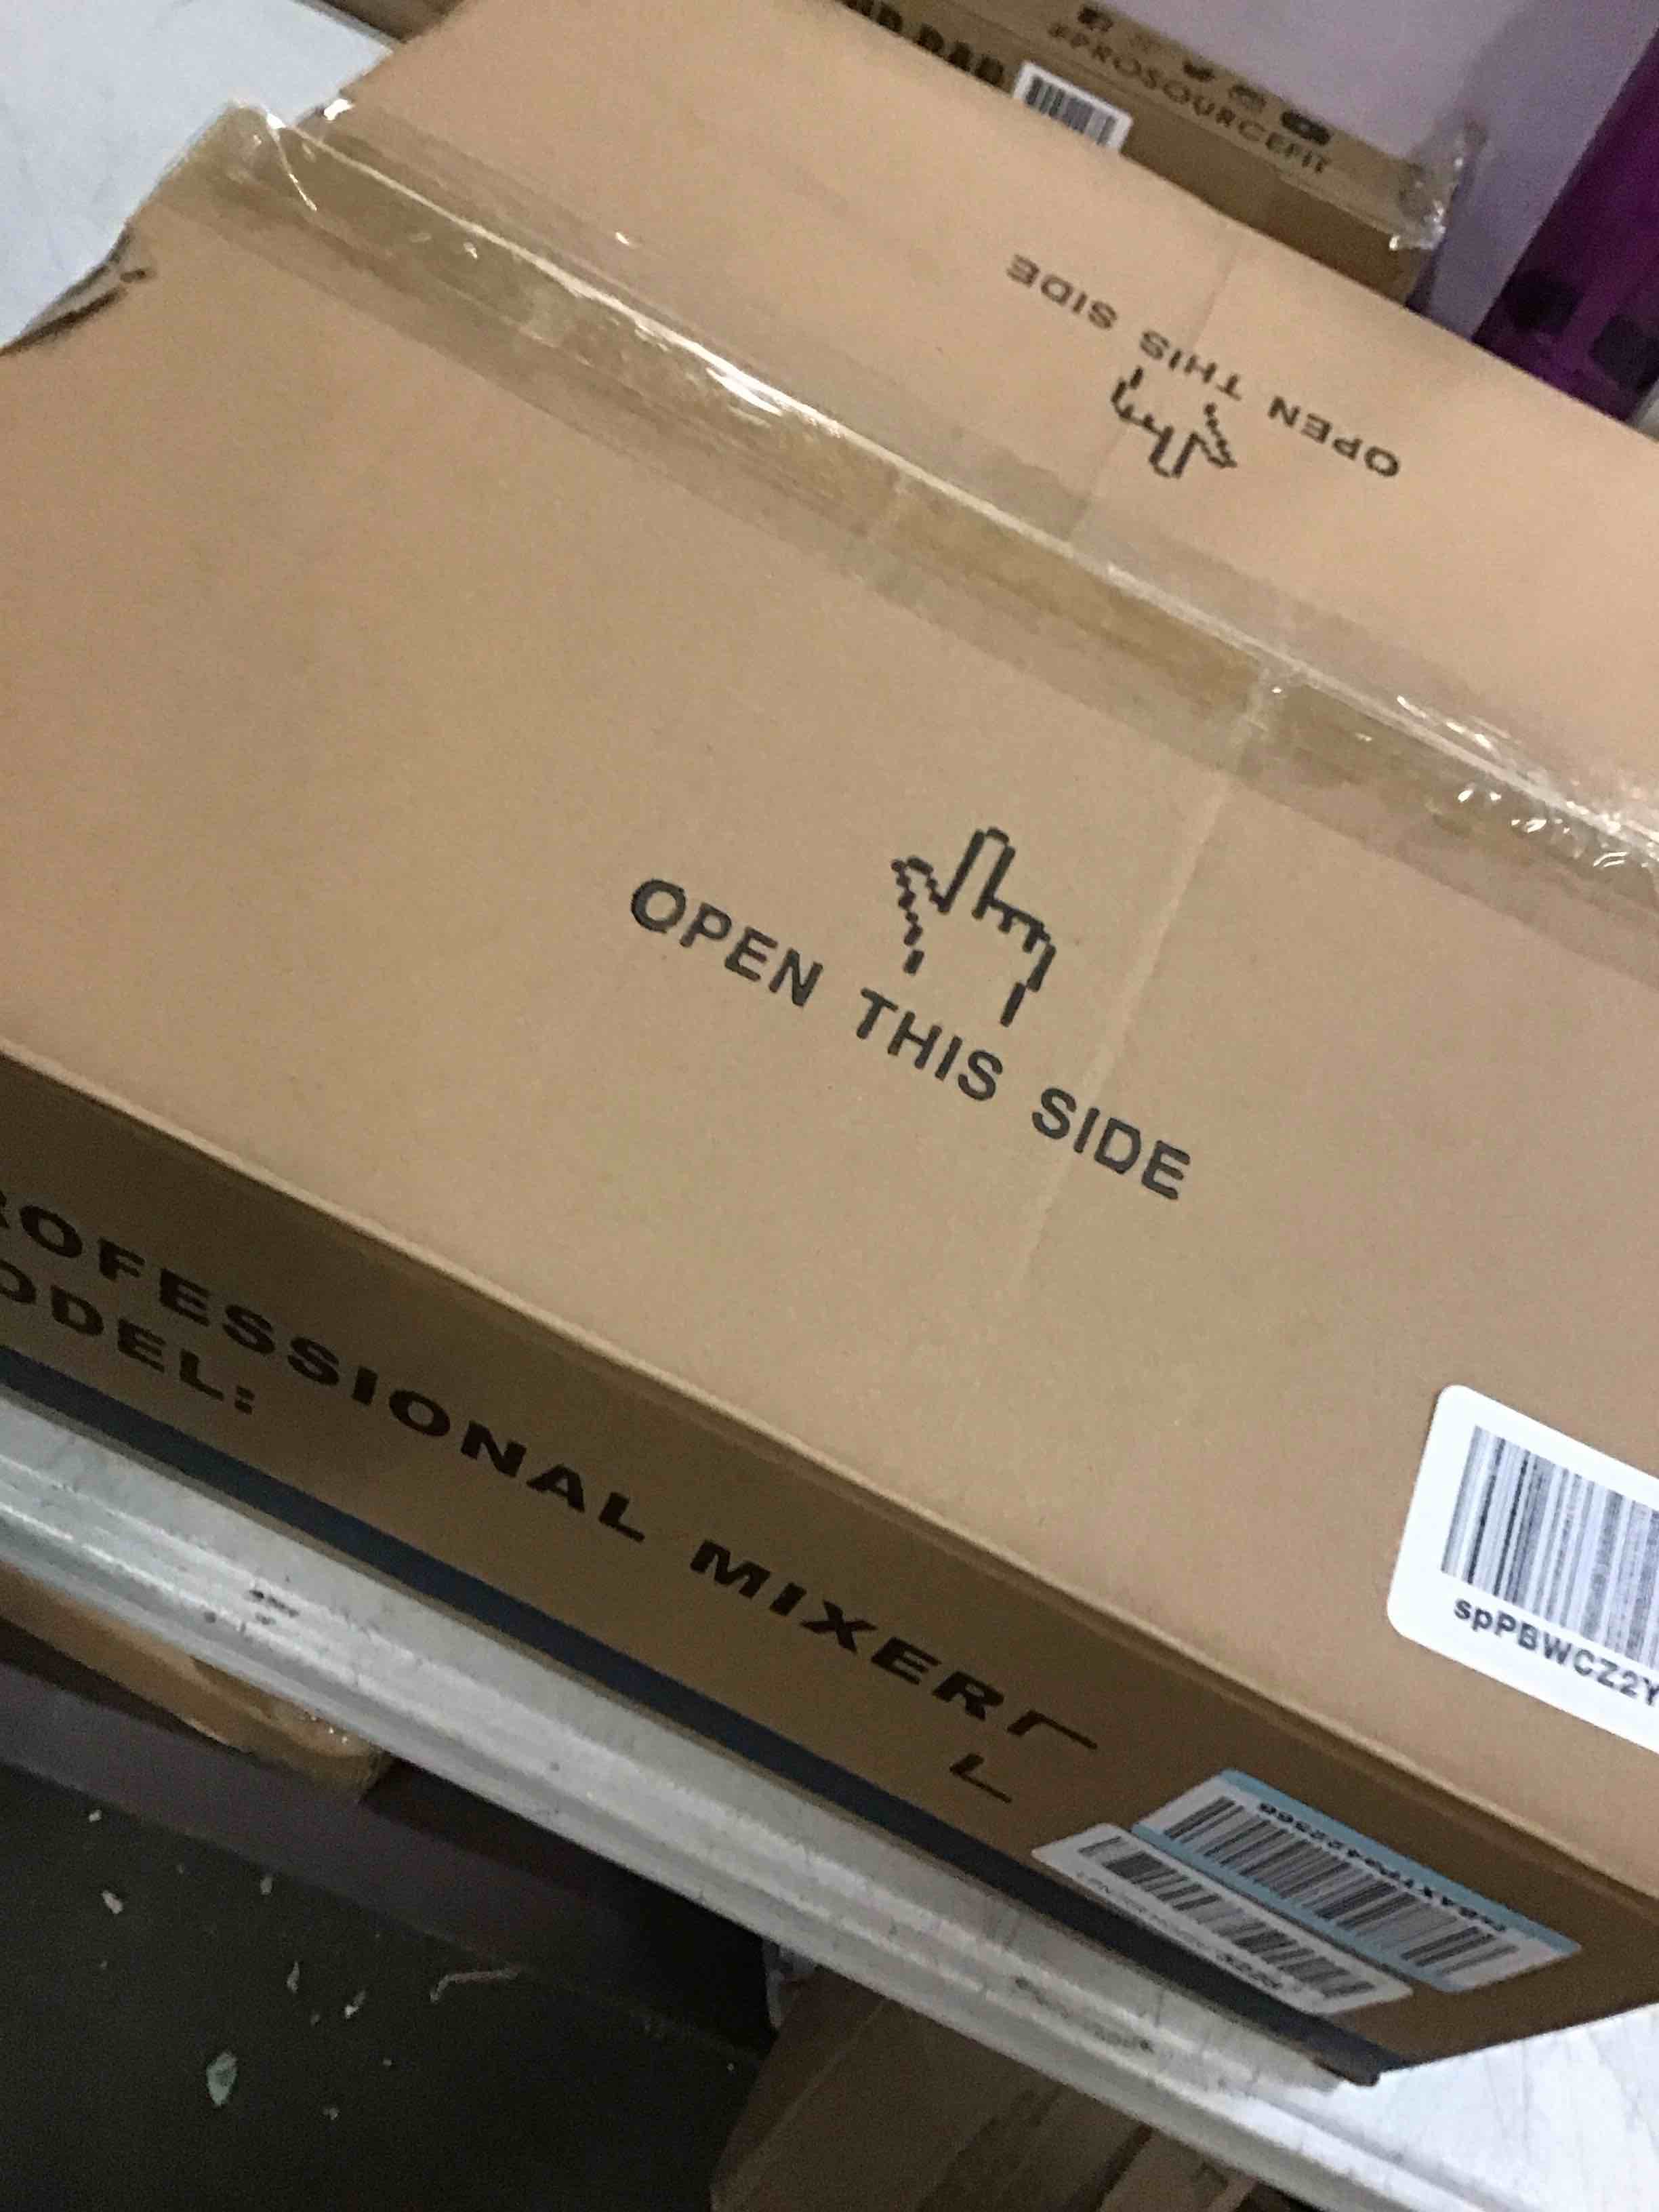 #PROSOURCEFIT
OPEN THIS SIDE
OPEN THIS SIDE
ROFESSIONAL MIXER
ODEL:
spPBWCZ2Y